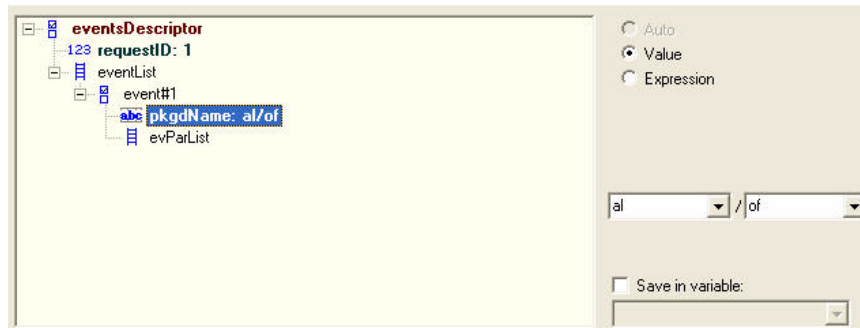 eventsDescriptor
123 requestID: 1
eventList
event#1
abc pkgdName: al/of
evParList
Auto
Value
Expression
al / of
Save in variable: